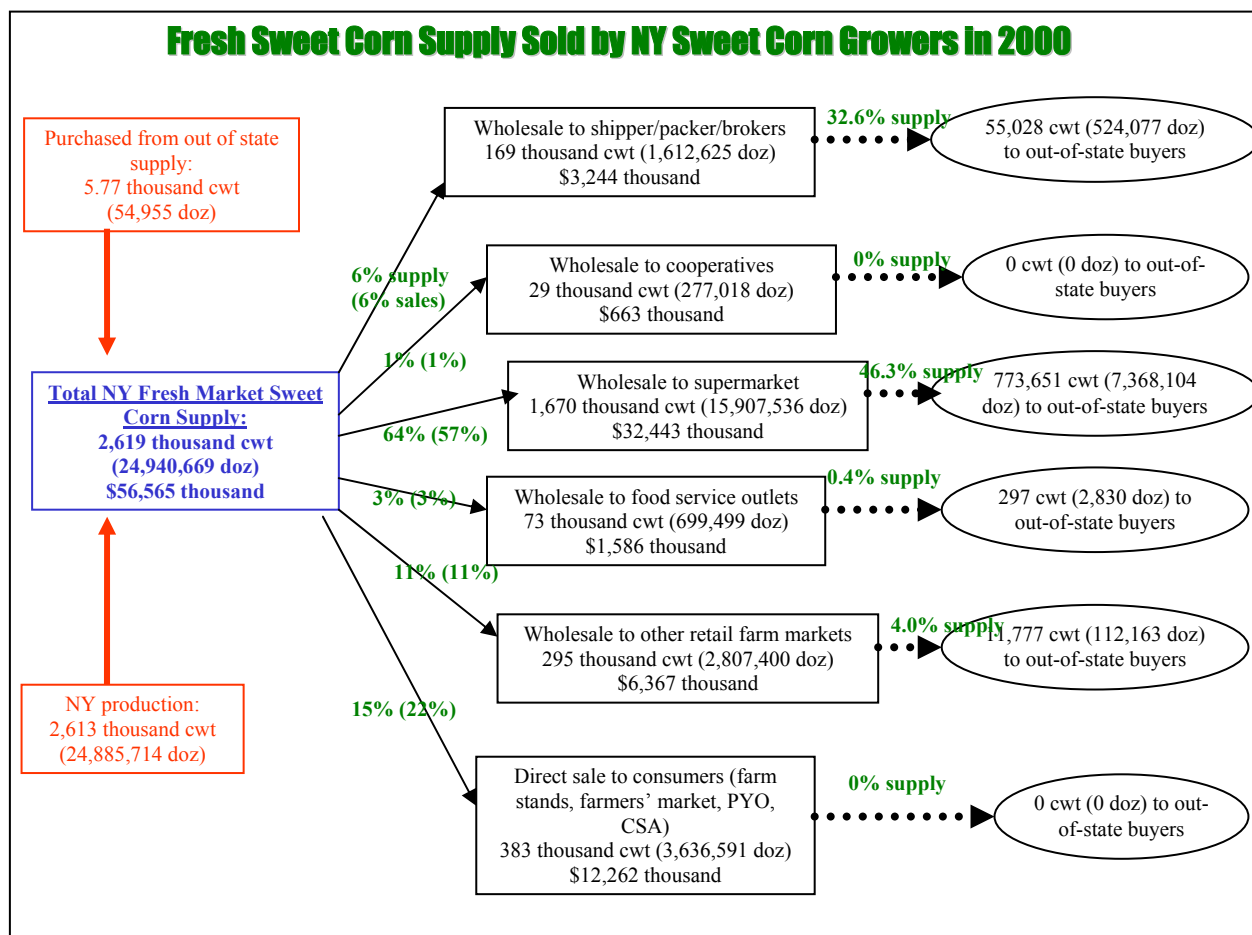 Fresh Sweet Corn Supply Sold by NY Sweet Corn Growers in 2000
Purchased from out of state
supply:
5.77 thousand cwt
(54,955 doz)
Total NY Fresh Market Sweet
Corn Supply:
2,619 thousand cwt
(24,940,669 doz)
$56,565 thousand
NY production:
2,613 thousand cwt
(24,885,714 doz)
6% supply
(6% sales)
Wholesale to shipper/packer/brokers
169 thousand cwt (1,612,625 doz)
$3,244 thousand
32.6% supply
55,028 cwt (524,077 doz)
to out-of-state buyers
1% (1%)
Wholesale to cooperatives
29 thousand cwt (277,018 doz)
$663 thousand
0% supply
0 cwt (0 doz) to out-of-
state buyers
64% (57%)
Wholesale to supermarket
1,670 thousand cwt (15,907,536 doz)
$32,443 thousand
46.3% supply
773,651 cwt (7,368,104
doz) to out-of-state buyers
3% (3%)
Wholesale to food service outlets
73 thousand cwt (699,499 doz)
$1,586 thousand
0.4% supply
297 cwt (2,830 doz) to
out-of-state buyers
11% (11%)
Wholesale to other retail farm markets
295 thousand cwt (2,807,400 doz)
$6,367 thousand
4.0% supply
11,777 cwt (112,163 doz)
to out-of-state buyers
15% (22%)
Direct sale to consumers (farm
stands, farmers’ market, PYO,
CSA)
383 thousand cwt (3,636,591 doz)
$12,262 thousand
0% supply
0 cwt (0 doz) to out-
of-state buyers